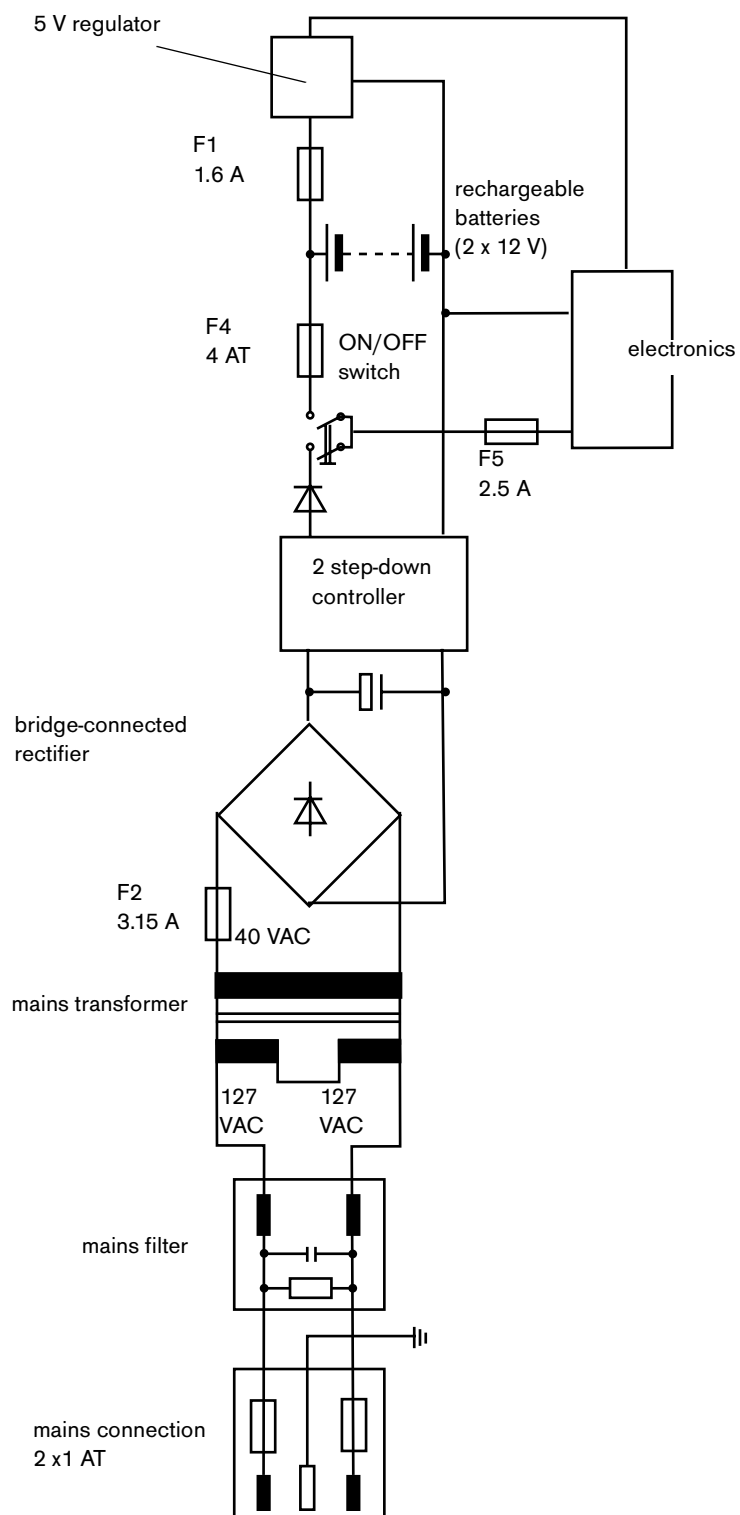 5 V regulator
F1
1.6 A
rechargeable
batteries
(2 x 12 V)
F4
4 AT
ON/OFF
switch
electronics
F5
2.5 A
2 step-down
controller
bridge-connected
rectifier
F2
3.15 A
40 VAC
mains transformer
127
VAC
127
VAC
mains filter
mains connection
2 x1 AT